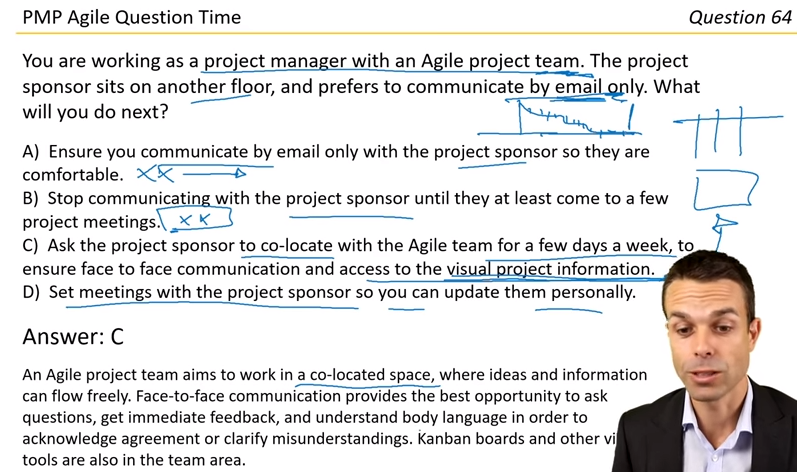 PMP Agile Question Time
Question 64
You are working as a project manager with an Agile project team. The project
sponsor sits on another floor, and prefers to communicate by email only. What
will you do next?
A) Ensure you communicate by email only with the project sponsor so they are
comfortable.
B) Stop communicating with the project sponsor until they at least come to a few
project meetings.
C) Ask the project sponsor to co-locate with the Agile team for a few days a week, to
ensure face to face communication and access to the visual project information.
D) Set meetings with the project sponsor so you can update them personally.
Answer: C
An Agile project team aims to work in a co-located space, where ideas and information
can flow freely. Face-to-face communication provides the best opportunity to ask
questions, get immediate feedback, and understand body language in order to
acknowledge agreement or clarify misunderstandings. Kanban boards and other
tools are also in the team area.